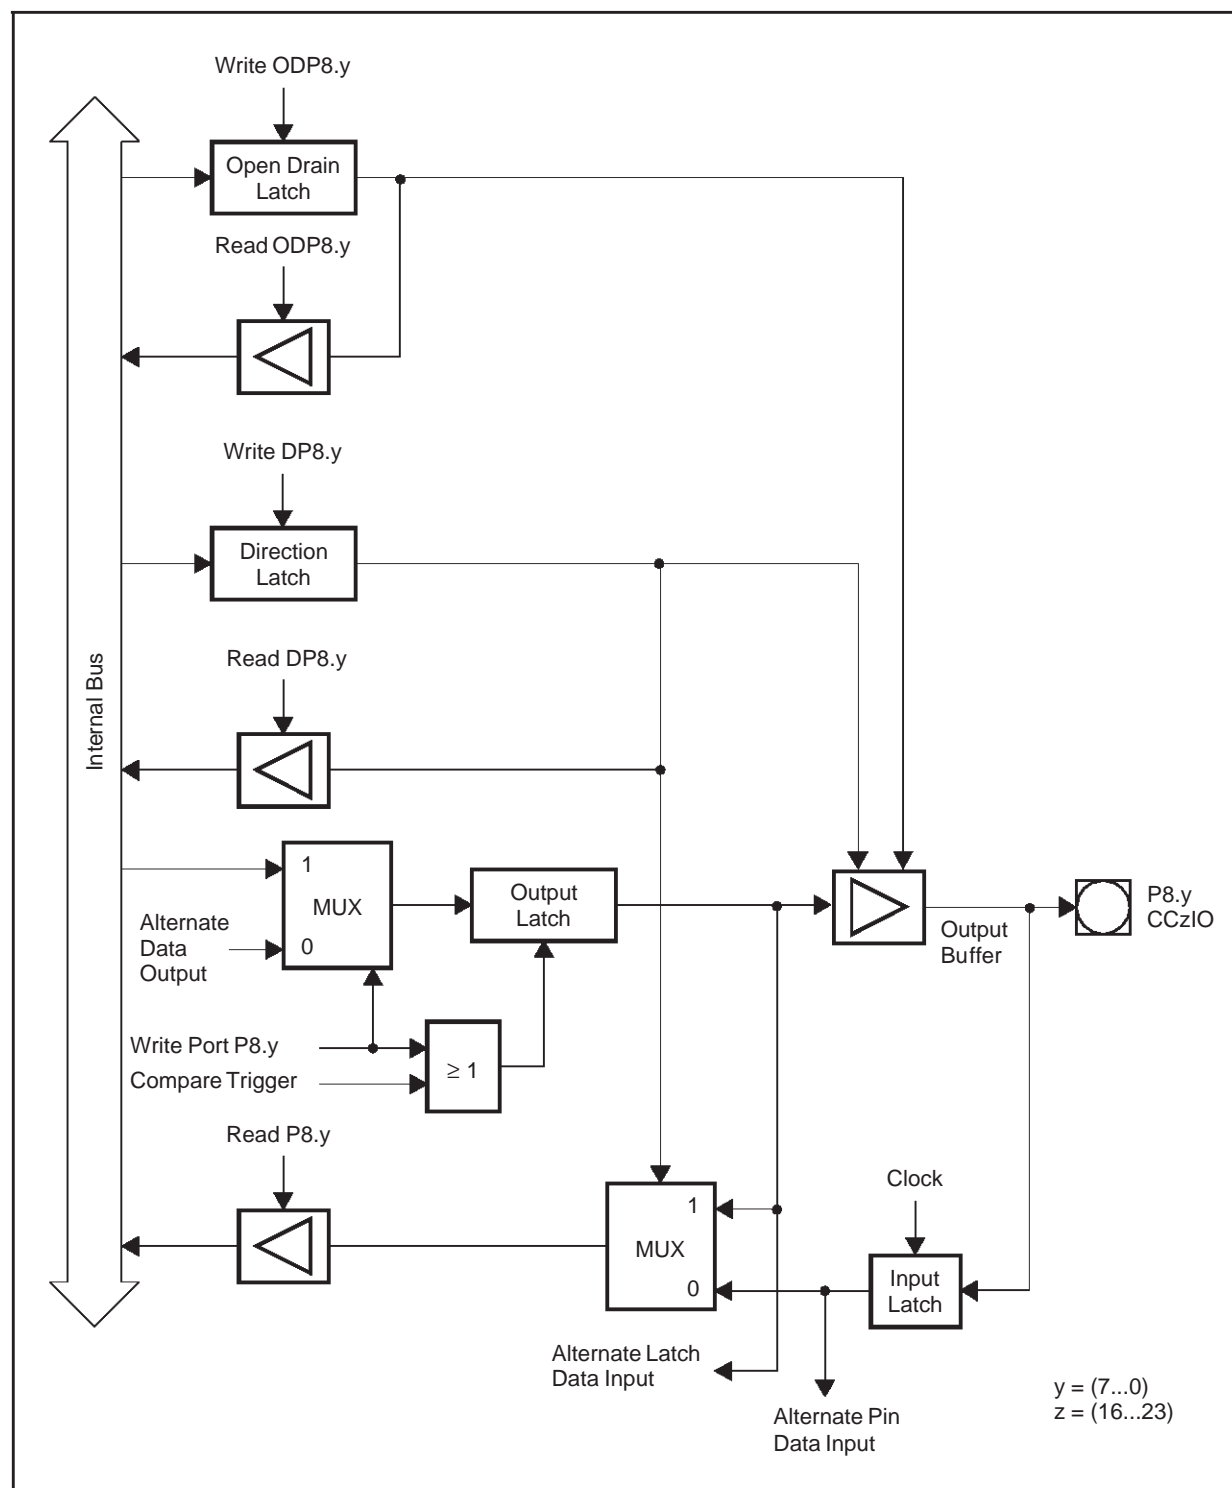 Write ODP8.y
Open Drain
Latch
Read ODP8.y
Write DP8.y
Direction
Latch
Read DP8.y
Internal Bus
1
MUX
0
Alternate
Data
Output
Output
Latch
Output
Buffer
P8.y
CCzIO
Write Port P8.y
Compare Trigger
≥ 1
Read P8.y
1
MUX
0
Clock
Input
Latch
Alternate Latch
Data Input
Alternate Pin
Data Input
y = (7...0)
z = (16...23)